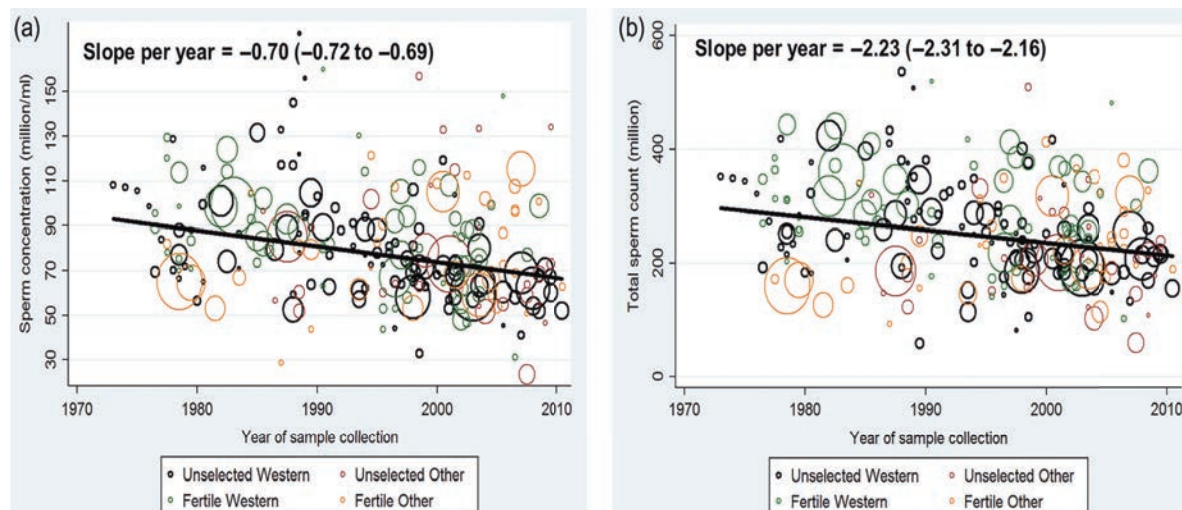 (a)
Slope per year = –0.70 (–0.72 to –0.69)
Sperm concentration (million/ml)
150
130
110
90
70
50
30
1970
1980
1990
2000
2010
Year of sample collection
Unselected Western
Unselected Other
Fertile Western
Fertile Other
(b)
Slope per year = –2.23 (–2.31 to –2.16)
Total sperm count (million)
600
400
200
0
1970
1980
1990
2000
2010
Year of sample collection
Unselected Western
Unselected Other
Fertile Western
Fertile Other